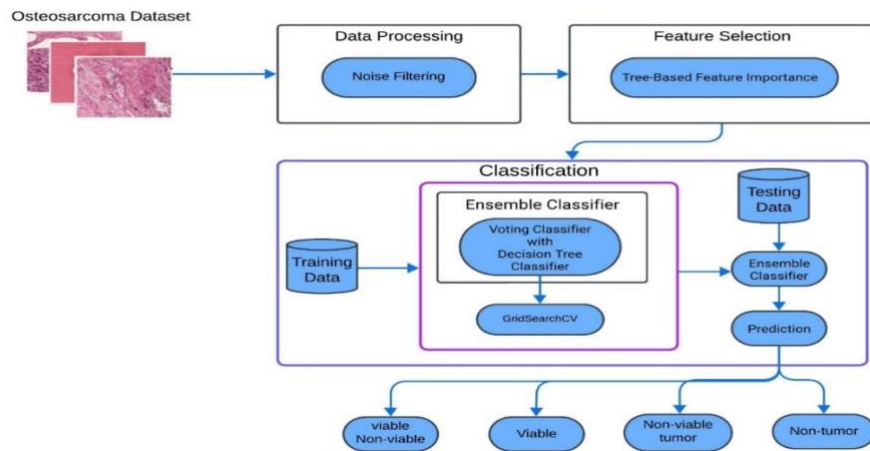 Osteosarcoma Dataset
Data Processing
Noise Filtering
Feature Selection
Tree-Based Feature Importance
Classification
Training
Data
Ensemble Classifier
Voting Classifier
with
Decision Tree
Classifier
GridSearchCV
Testing
Data
Ensemble
Classifier
Prediction
viable
Non-viable
Viable
Non-viable
tumor
Non-tumor